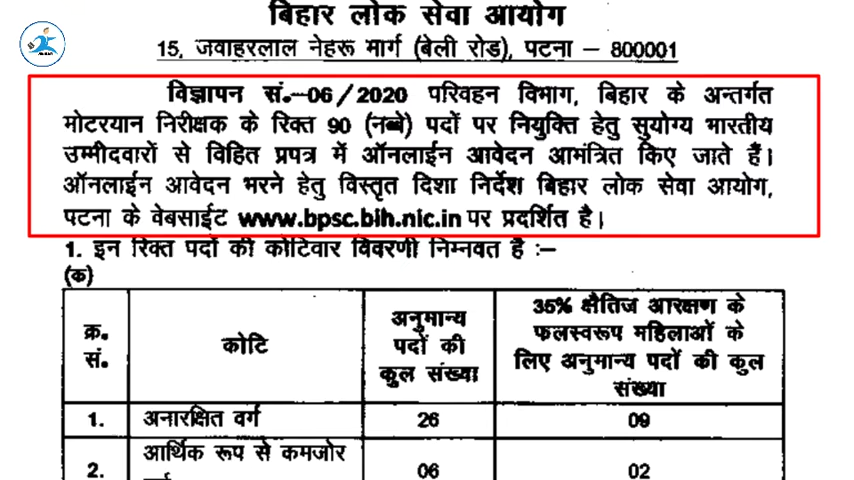 बिहार लोक सेवा आयोग
15, जवाहरलाल नेहरू मार्ग (बेली रोड), पटना – 800001
विज्ञापन सं.–06/2020 परिवहन विभाग, बिहार के अन्तर्गत
मोटरयान निरीक्षक के रिक्त 90 (नब्बे) पदों पर नियुक्ति हेतु सुयोग्य भारतीय
उम्मीदवारों से विहित प्रपत्र में ऑनलाईन आवेदन आमंत्रित किए जाते हैं।
ऑनलाईन आवेदन भरने हेतु विस्तृत दिशा निर्देश बिहार लोक सेवा आयोग,
पटना के वेबसाईट www.bpsc.bih.nic.in पर प्रदर्शित है।
1. इन रिक्त पदों की कोटिवार विवरणी निम्नवत है :–
(क)
क्र. सं. कोटि अनुमान्य पदों की कुल संख्या 35% क्षैतिज आरक्षण के फलस्वरूप महिलाओं के लिए अनुमान्य पदों की कुल संख्या
1. अनारक्षित वर्ग 26 09
2. आर्थिक रूप से कमजोर 06 02